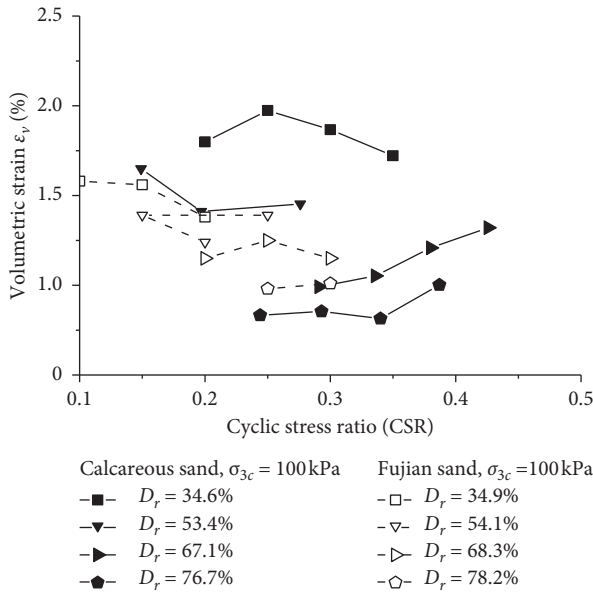 2.5
2.0
1.5
1.0
0
Volumetric strain εᵥ (%)
0.1 0.2 0.3 0.4 0.5
Cyclic stress ratio (CSR)
Calcareous sand, σ3c = 100 kPa
Dr = 34.6%
Dr = 53.4%
Dr = 67.1%
Dr = 76.7%
Fujian sand, σ3c =100 kPa
Dr = 34.9%
Dr = 54.1%
Dr = 68.3%
Dr = 78.2%